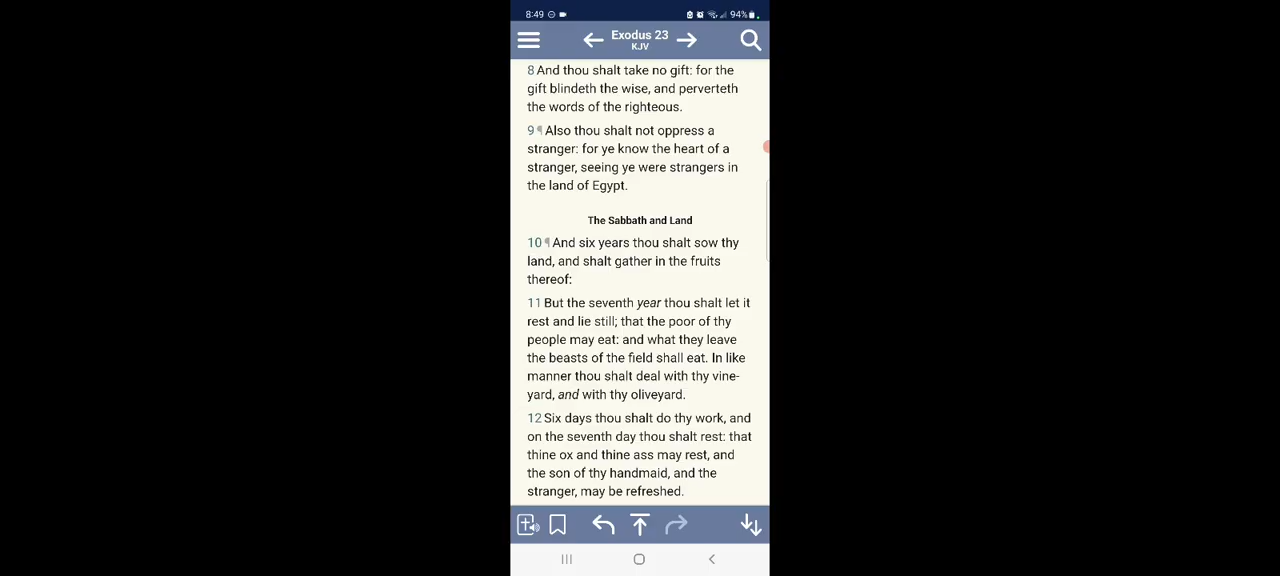 8:49 94%
Exodus 23
KJV
8 And thou shalt take no gift: for the
gift blindeth the wise, and perverteth
the words of the righteous.
9 ¶ Also thou shalt not oppress a
stranger: for ye know the heart of a
stranger, seeing ye were strangers in
the land of Egypt.
The Sabbath and Land
10 ¶ And six years thou shalt sow thy
land, and shalt gather in the fruits
thereof:
11 But the seventh year thou shalt let it
rest and lie still; that the poor of thy
people may eat: and what they leave
the beasts of the field shall eat. In like
manner thou shalt deal with thy vine-
yard, and with thy oliveyard.
12 Six days thou shalt do thy work, and
on the seventh day thou shalt rest: that
thine ox and thine ass may rest, and
the son of thy handmaid, and the
stranger, may be refreshed.